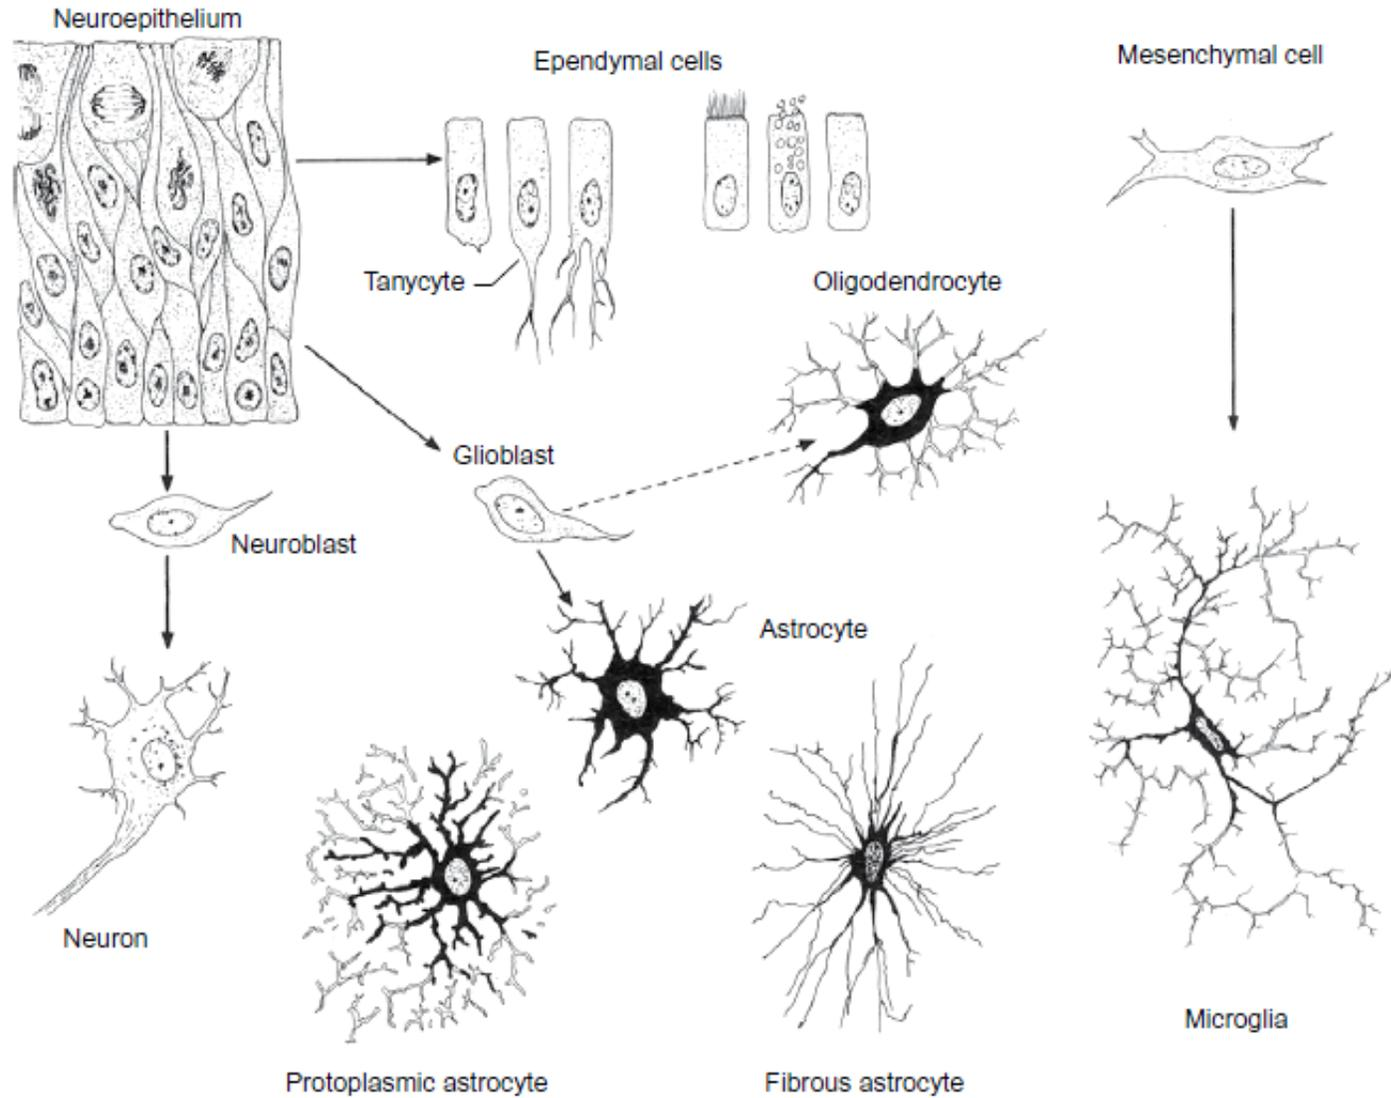 Neuroepithelium
Ependymal cells
Mesenchymal cell
Tanycyte
Oligodendrocyte
Glioblast
Neuroblast
Astrocyte
Neuron
Microglia
Protoplasmic astrocyte
Fibrous astrocyte